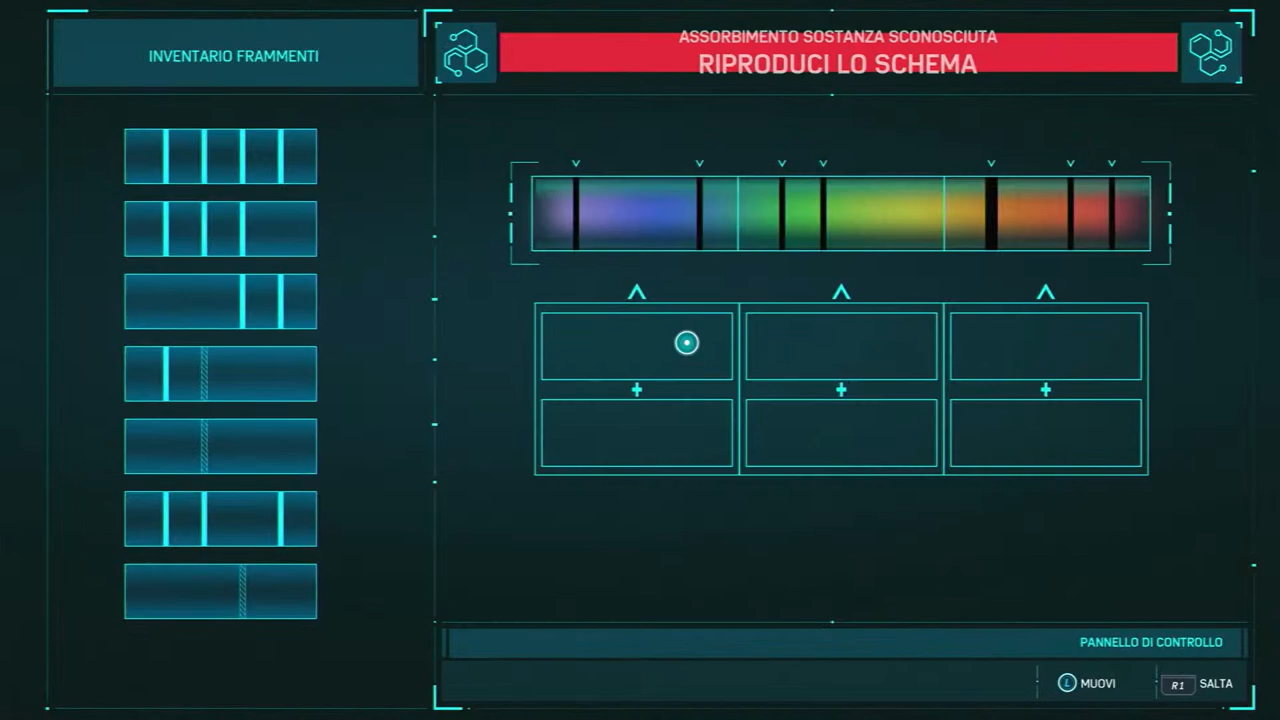 INVENTARIO FRAMMENTI
ASSORBIMENTO SOSTANZA SCONOSCIUTA
RIPRODUCI LO SCHEMA
PANNELLO DI CONTROLLO
L MUOVI
R1 SALTA